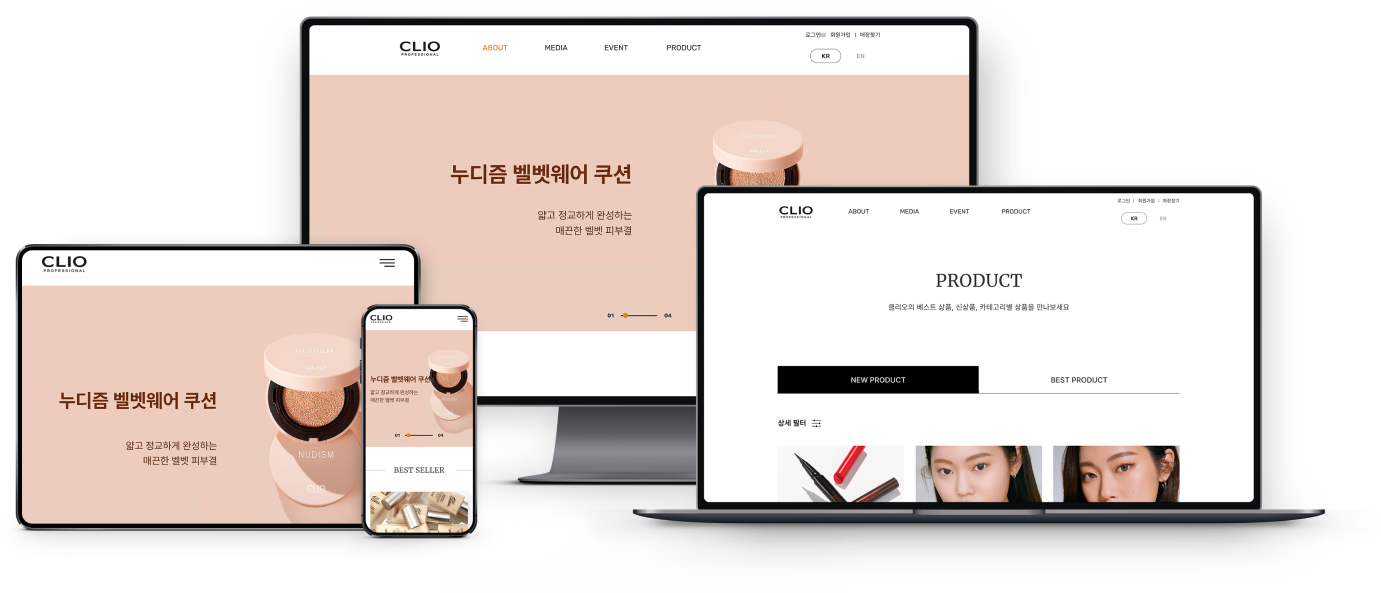 CLIO
PROFESSIONAL
ABOUT
MEDIA
EVENT
PRODUCT
로그인 회원가입 | 매장찾기
KR
EN
누디즘 벨벳웨어 쿠션
얇고 정교하게 완성하는
매끈한 벨벳 피부결
01
04
CLIO
PROFESSIONAL
ABOUT
MEDIA
EVENT
PRODUCT
로그인 | 회원가입 | 매장찾기
KR
EN
PRODUCT
클리오의 베스트 상품, 신상품, 카테고리별 상품을 만나보세요
NEW PRODUCT
BEST PRODUCT
상세 필터
CLIO
PROFESSIONAL
누디즘 벨벳웨어 쿠션
얇고 정교하게 완성하는
매끈한 벨벳 피부결
NUDISM
CLIO
NUDISM
CLIO
CLIO
PROFESSIONAL
누디즘 벨벳웨어 쿠션
얇고 정교하게 완성하는
매끈한 벨벳 피부결
NUDISM
01
04
BEST SELLER